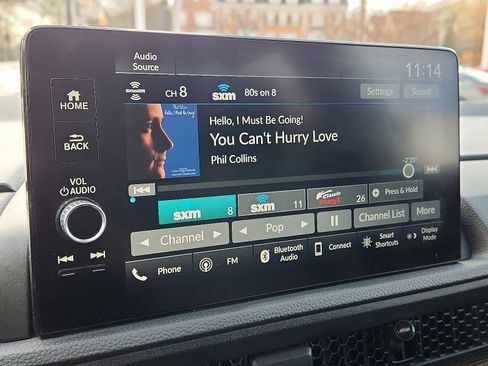 Audio
Source
11:14
SiriusXM
CH 8
sxm
80s on 8
Settings
Sound
HOME
Hello, I Must Be Going!
You Can't Hurry Love
Phil Collins
BACK
VOL
AUDIO
-2'35"
sxm 8
sxm 11
Classic
26
Press & Hold
Channel
Pop
Channel List
More
Phone
FM
Bluetooth
Audio
Connect
Smart
Shortcuts
Display
Mode